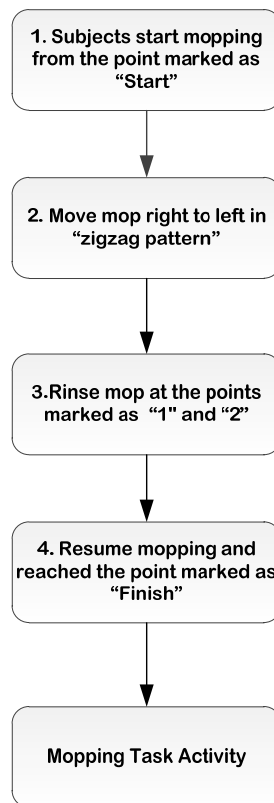 1. Subjects start mopping
from the point marked as
“Start”
2. Move mop right to left in
“zigzag pattern”
3.Rinse mop at the points
marked as “1" and “2”
4. Resume mopping and
reached the point marked as
“Finish”
Mopping Task Activity